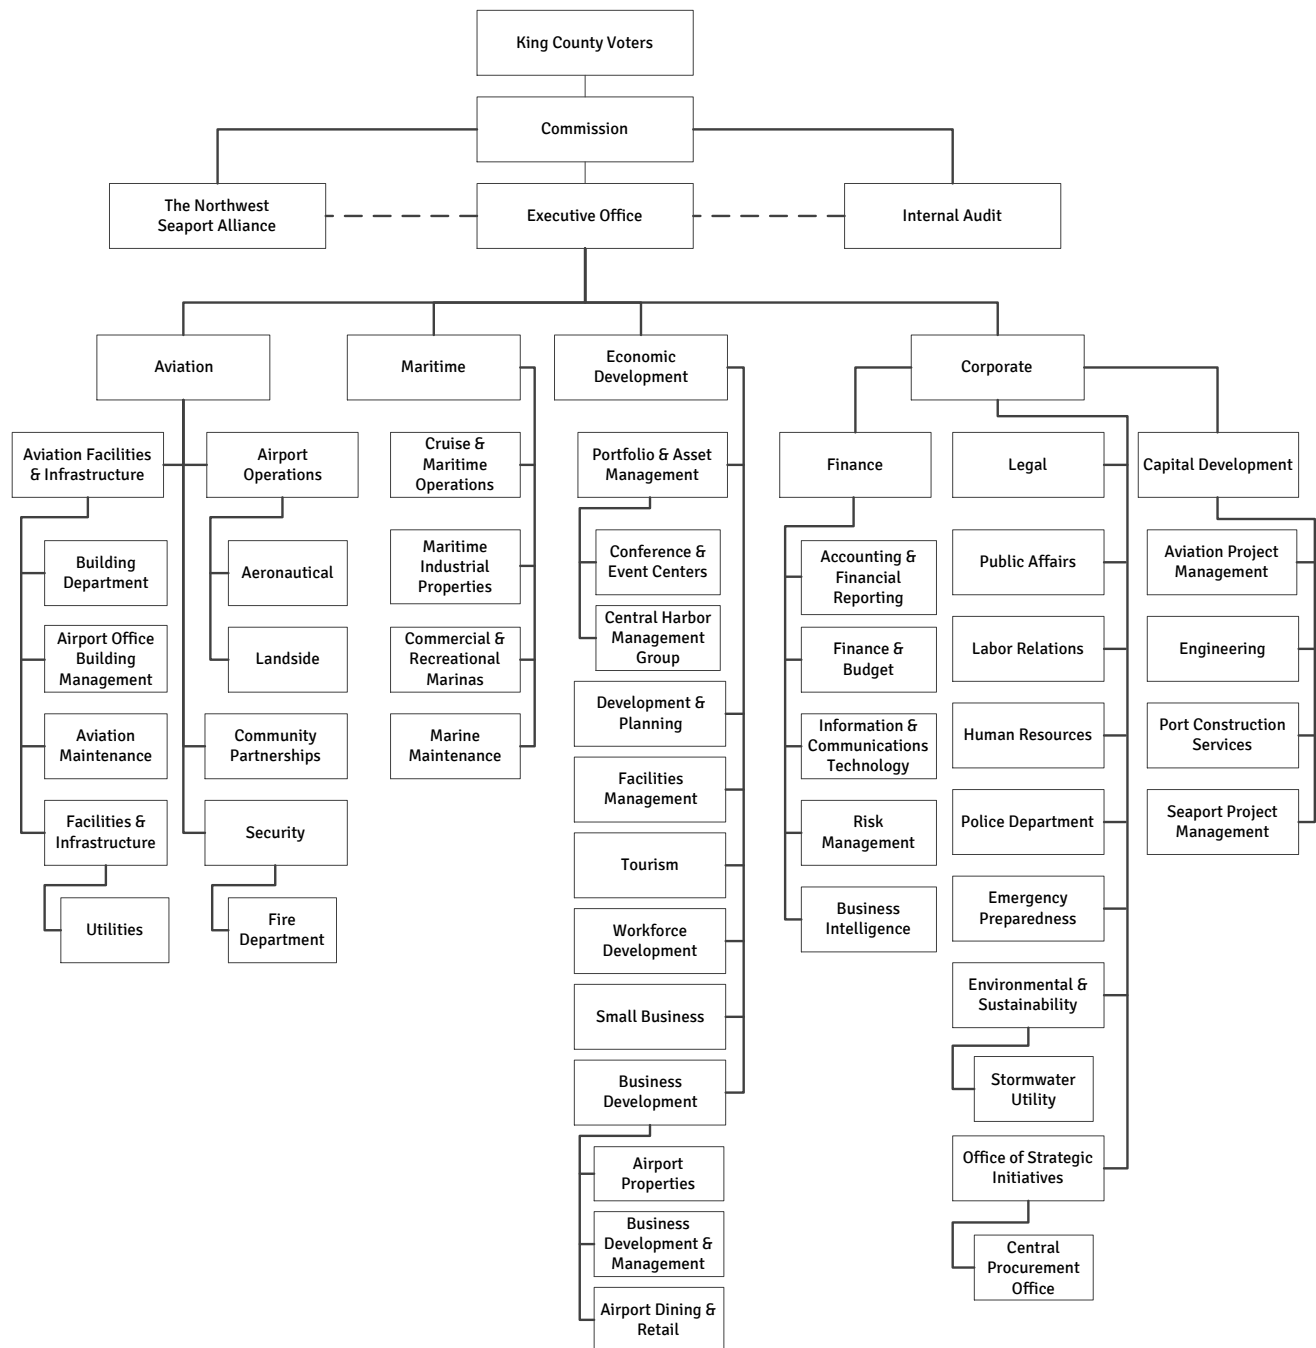 King County Voters
Commission
The Northwest
Seaport Alliance
Executive Office
Internal Audit
Aviation
Maritime
Economic
Development
Corporate
Aviation Facilities
& Infrastructure
Airport
Operations
Building
Department
Aeronautical
Airport Office
Building
Management
Landside
Aviation
Maintenance
Community
Partnerships
Facilities &
Infrastructure
Security
Utilities
Fire
Department
Cruise &
Maritime
Operations
Maritime
Industrial
Properties
Commercial &
Recreational
Marinas
Marine
Maintenance
Portfolio & Asset
Management
Conference &
Event Centers
Central Harbor
Management
Group
Development &
Planning
Facilities
Management
Tourism
Workforce
Development
Small Business
Business
Development
Airport
Properties
Business
Development &
Management
Airport Dining &
Retail
Finance
Accounting &
Financial
Reporting
Finance &
Budget
Information &
Communications
Technology
Risk
Management
Business
Intelligence
Legal
Public Affairs
Labor Relations
Human Resources
Police Department
Emergency
Preparedness
Environmental &
Sustainability
Stormwater
Utility
Office of Strategic
Initiatives
Central
Procurement
Office
Capital Development
Aviation Project
Management
Engineering
Port Construction
Services
Seaport Project
Management